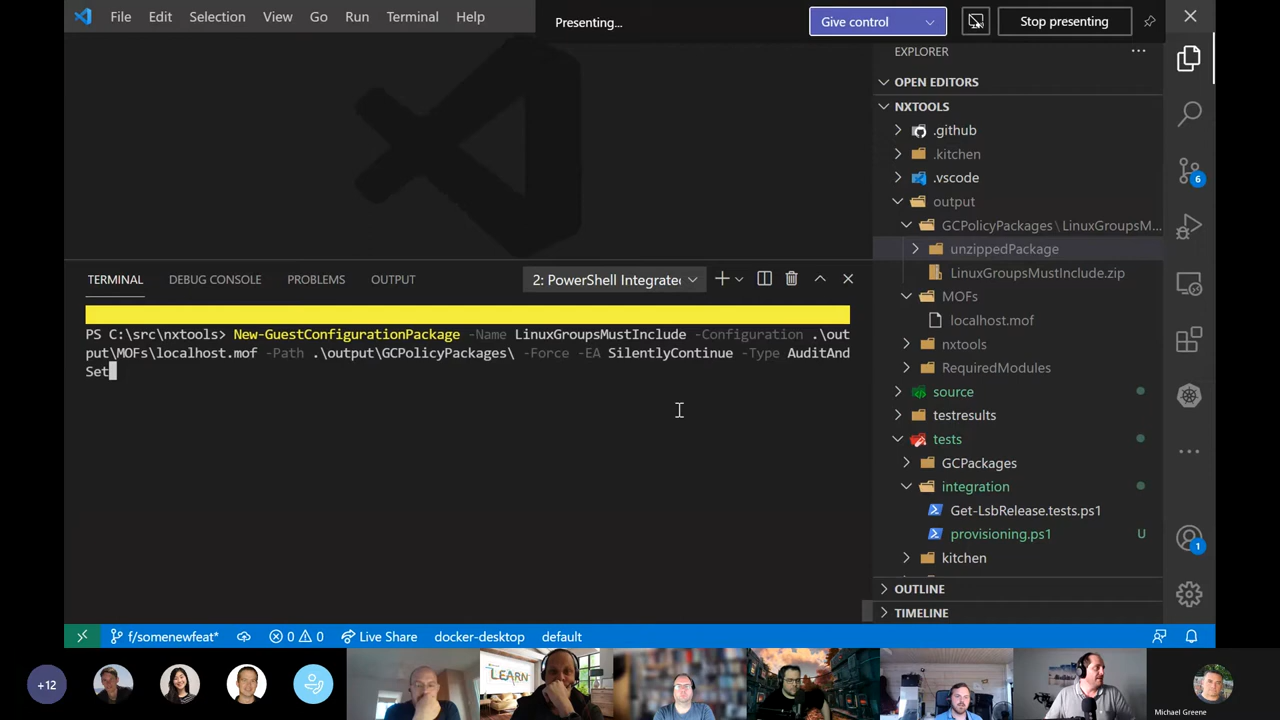 File Edit Selection View Go Run Terminal Help
Presenting...
Give control
Stop presenting
EXPLORER
OPEN EDITORS
NXTOOLS
.github
.kitchen
.vscode
output
GCPolicyPackages \ LinuxGroupsM...
unzippedPackage
LinuxGroupsMustInclude.zip
MOFs
localhost.mof
nxtools
RequiredModules
source
testresults
tests
GCPackages
integration
Get-LsbRelease.tests.ps1
provisioning.ps1 U
kitchen
OUTLINE
TIMELINE
6
1
TERMINAL DEBUG CONSOLE PROBLEMS OUTPUT
2: PowerShell Integrated
PS C:\src\nxtools> New-GuestConfigurationPackage -Name LinuxGroupsMustInclude -Configuration .\out
put\MOFs\localhost.mof -Path .\output\GCPolicyPackages\ -Force -EA SilentlyContinue -Type AuditAnd
Set
f/somenewfeat* 0 0 Live Share docker-desktop default
+12
LEARN
Michael Greene